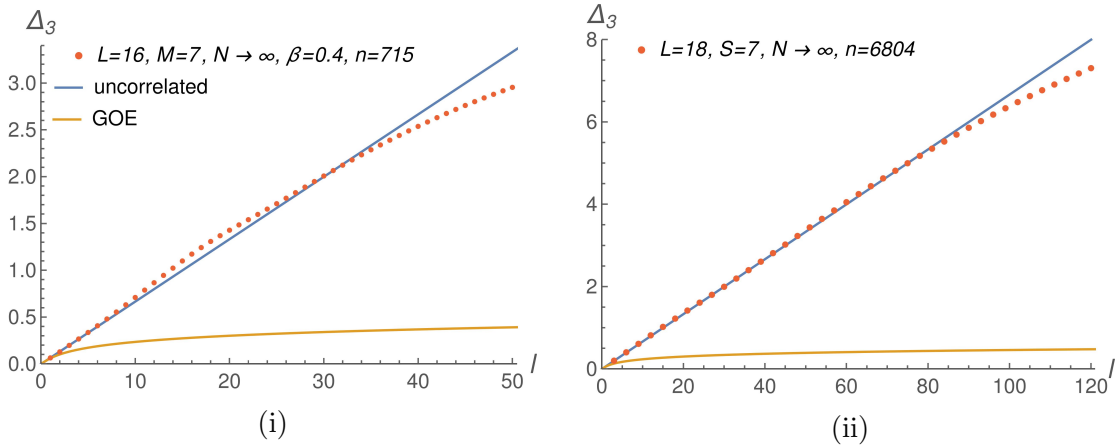 Δ3
L=16, M=7, N → ∞, β=0.4, n=715
uncorrelated
GOE
3.0
2.5
2.0
1.5
1.0
0.5
0.0
0 10 20 30 40 50 l
(i)
Δ3
L=18, S=7, N → ∞, n=6804
8
6
4
2
0
0 20 40 60 80 100 120 l
(ii)